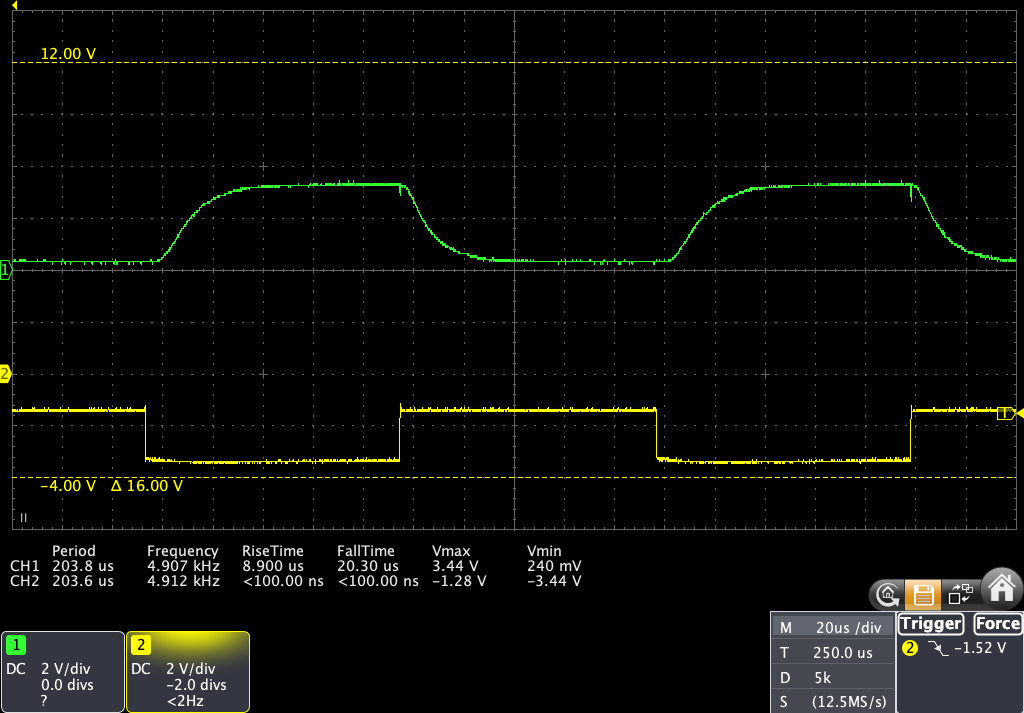 12.00 V
1
2
T
−4.00 V Δ 16.00 V
II
Period Frequency RiseTime FallTime Vmax Vmin
CH1 203.8 us 4.907 kHz 8.900 us 20.30 us 3.44 V 240 mV
CH2 203.6 us 4.912 kHz <100.00 ns <100.00 ns −1.28 V −3.44 V
1
DC 2 V/div
0.0 divs
?
2
DC 2 V/div
−2.0 divs
<2Hz
M 20us /div
T 250.0 us
D 5k
S (12.5MS/s)
Trigger Force
2 −1.52 V